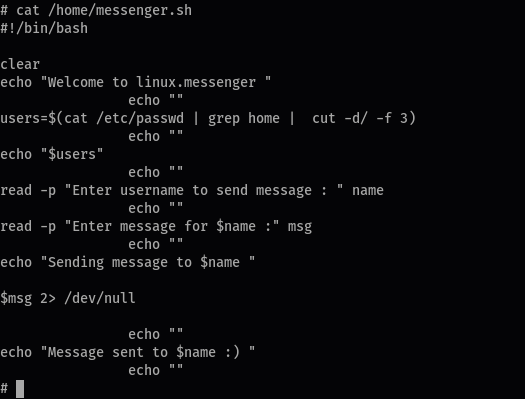 # cat /home/messenger.sh
#!/bin/bash
clear
echo "Welcome to linux.messenger "
                echo ""
users=$(cat /etc/passwd | grep home |  cut -d/ -f 3)
                echo ""
echo "$users"
                echo ""
read -p "Enter username to send message : " name
                echo ""
read -p "Enter message for $name :" msg
                echo ""
echo "Sending message to $name "
$msg 2> /dev/null
                echo ""
echo "Message sent to $name :) "
                echo ""
#